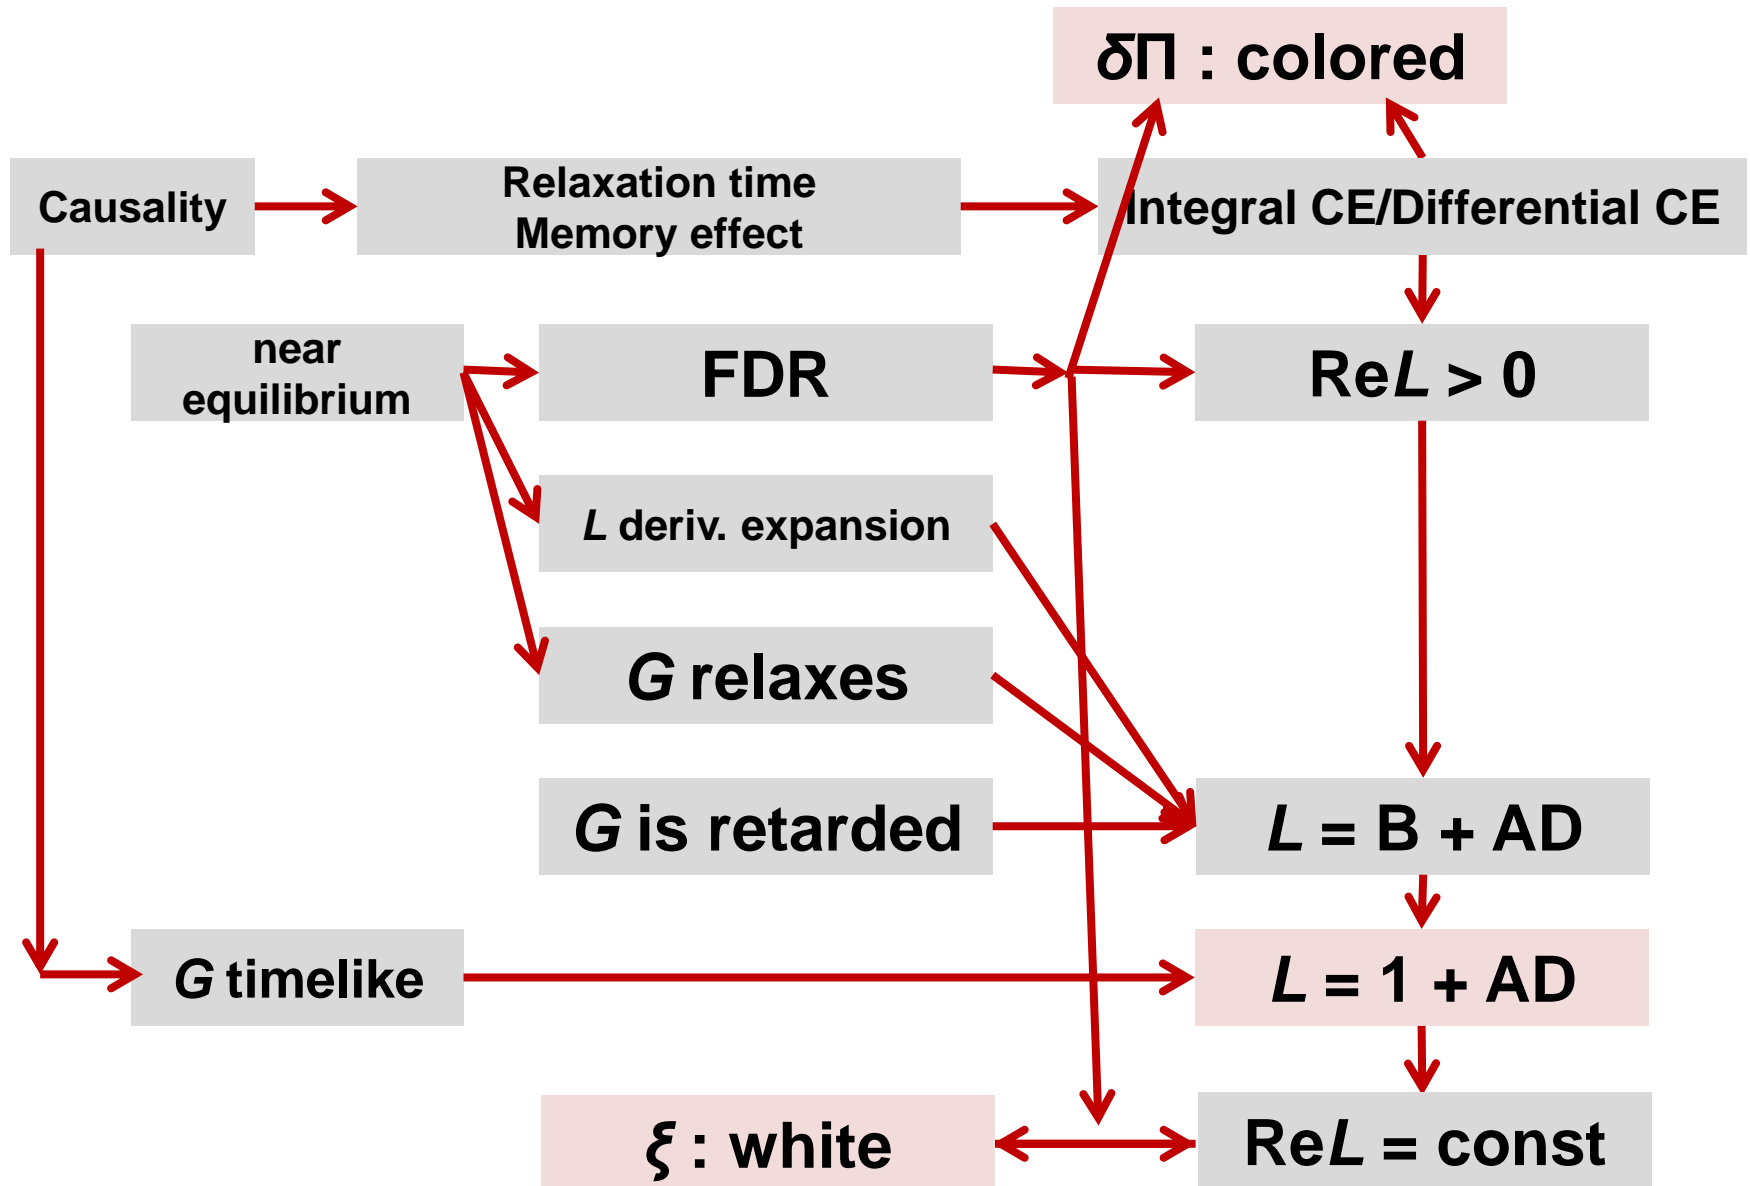 δΠ : colored
Causality
Relaxation time
Memory effect
Integral CE/Differential CE
near
equilibrium
FDR
ReL > 0
L deriv. expansion
G relaxes
G is retarded
L = B + AD
G timelike
L = 1 + AD
ξ : white
ReL = const